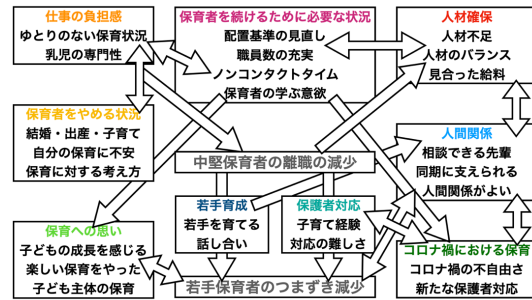 仕事の負担感
ゆとりのない保育状況
乳児の専門性
保育者を続けるために必要な状況
配置基準の見直し
職員数の充実
ノンコンタクトタイム
保育者の学ぶ意欲
人材確保
人材不足
人材のバランス
見合った給料
保育者をやめる状況
結婚・出産・子育て
自分の保育に不安
保育に対する考え方
中堅保育者の離職の減少
人間関係
相談できる先輩
同期に支えられる
人間関係がよい
若手育成
若手を育てる
話し合い
保護者対応
子育て経験
対応の難しさ
保育への思い
子どもの成長を感じる
楽しい保育をやった
子ども主体の保育
若手保育者のつまずき減少
コロナ禍における保育
コロナ禍の不自由さ
新たな保護者対応